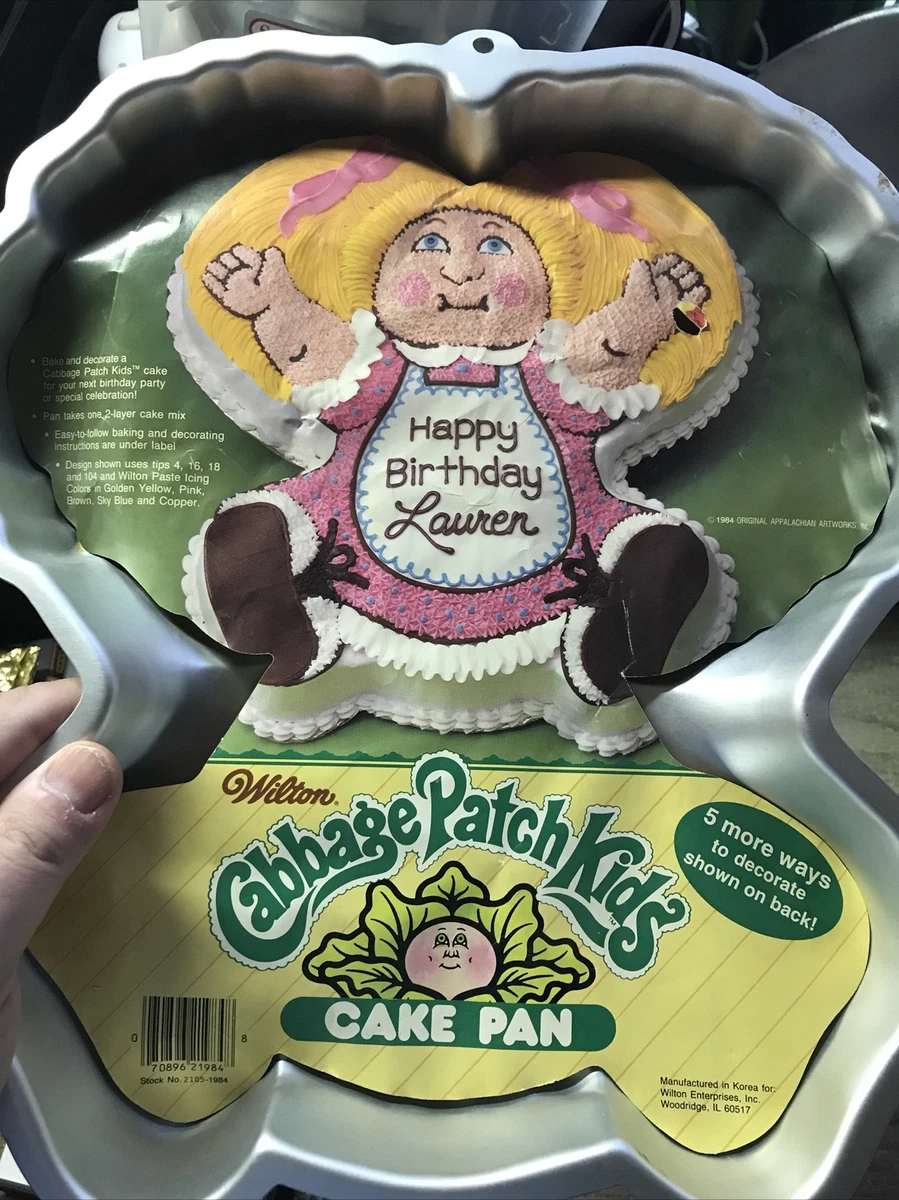 Happy
Birthday
Lauren
• Bake and decorate a
Cabbage Patch Kids™ cake
for your next birthday party
or special celebration!
• Pan takes one 2-layer cake mix
• Easy-to-follow baking and decorating
instructions are under label
• Design shown uses tips 4, 16, 18
and 104 and Wilton Paste Icing
Colors in Golden Yellow, Pink,
Brown, Sky Blue and Copper.
© 1984 ORIGINAL APPALACHIAN ARTWORKS, INC.
Wilton®
Cabbage Patch Kids™
CAKE PAN
5 more ways
to decorate
shown on back!
0 70896 21984 8
Stock No. 2105-1984
Manufactured in Korea for:
Wilton Enterprises, Inc.
Woodridge, IL 60517